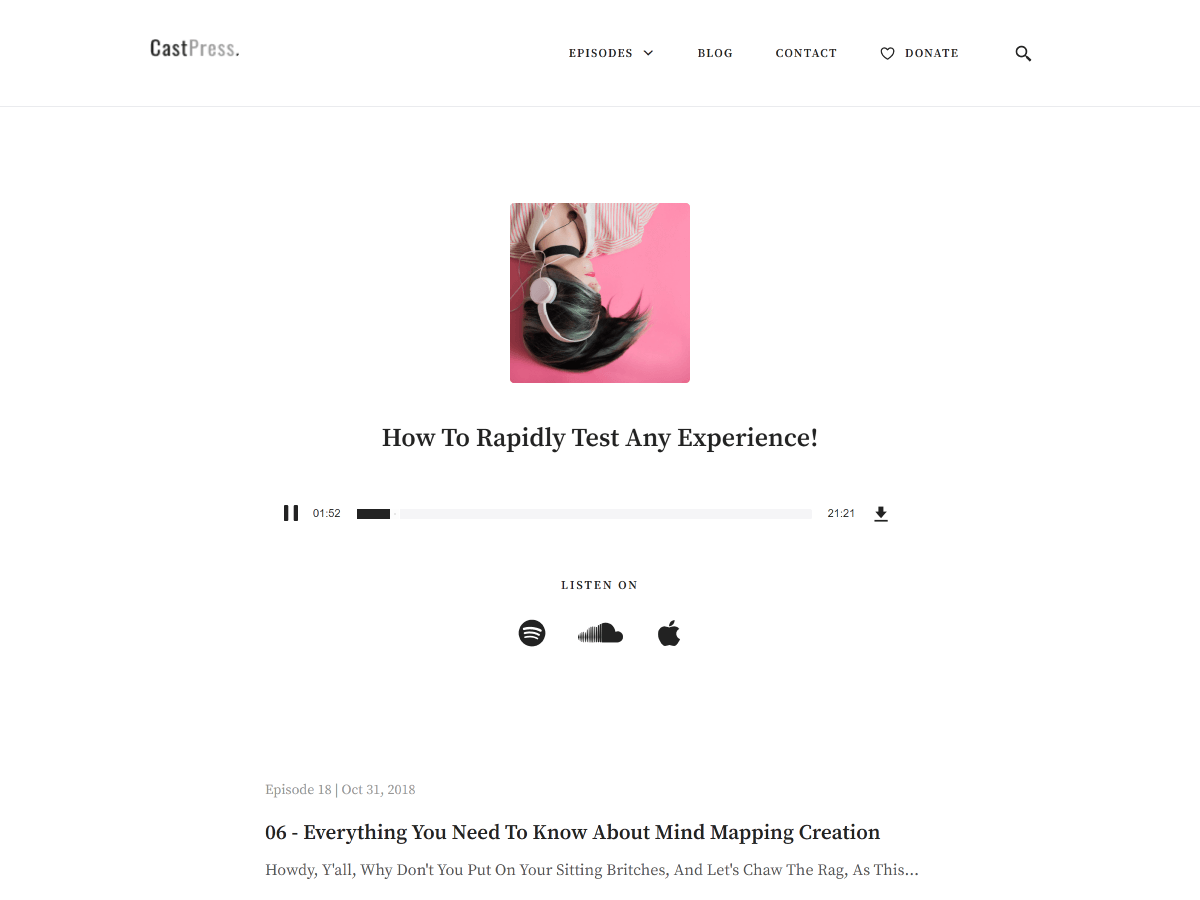 CastPress.
EPISODES
BLOG
CONTACT
DONATE
How To Rapidly Test Any Experience!
01:52
21:21
LISTEN ON
Episode 18 | Oct 31, 2018
06 - Everything You Need To Know About Mind Mapping Creation
Howdy, Y'all, Why Don't You Put On Your Sitting Britches, And Let's Chaw The Rag, As This...